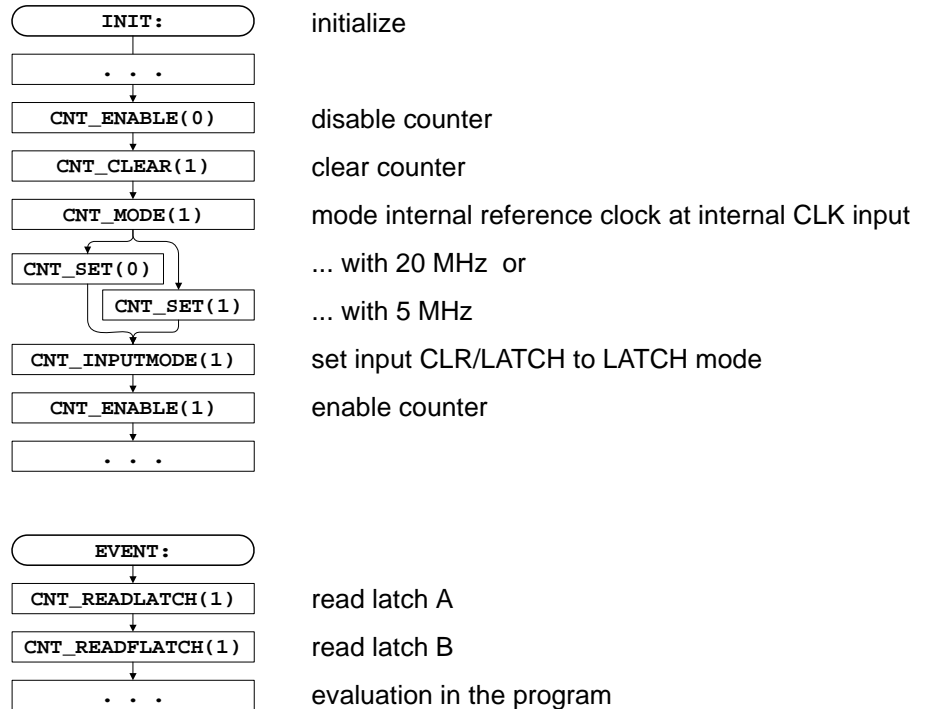 INIT: initialize
. . .
CNT_ENABLE(0) disable counter
CNT_CLEAR(1) clear counter
CNT_MODE(1) mode internal reference clock at internal CLK input
CNT_SET(0) ... with 20 MHz or
CNT_SET(1) ... with 5 MHz
CNT_INPUTMODE(1) set input CLR/LATCH to LATCH mode
CNT_ENABLE(1) enable counter
. . .
EVENT:
CNT_READLATCH(1) read latch A
CNT_READFLATCH(1) read latch B
. . . evaluation in the program